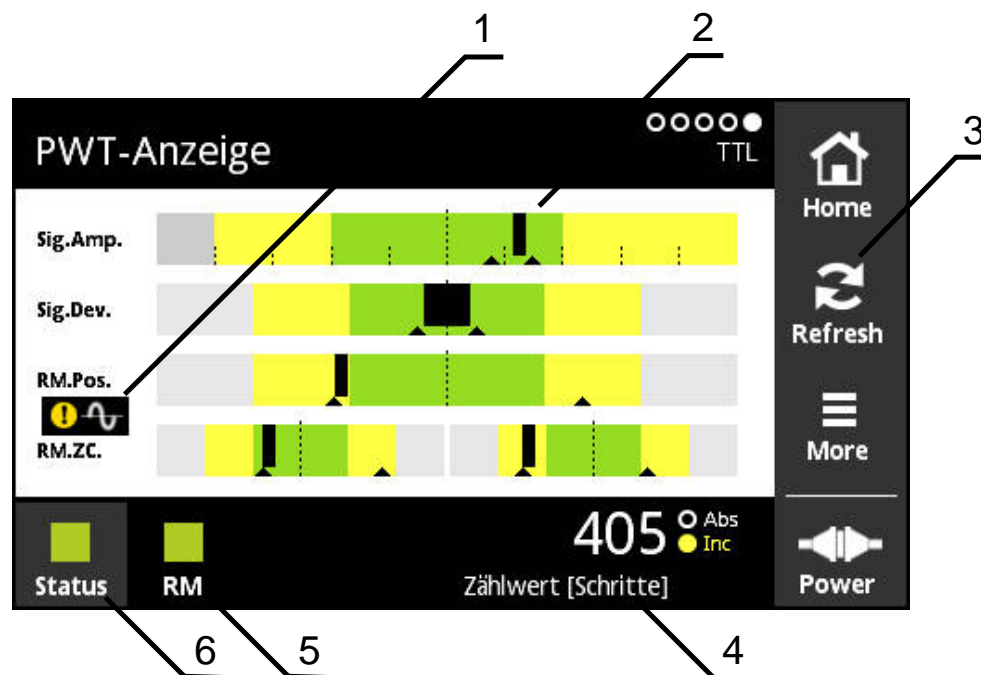 1
2
3
PWT-Anzeige
TTL
Home
Sig.Amp.
Refresh
Sig.Dev.
RM.Pos.
More
RM.ZC.
405
Abs
Inc
Status
RM
Zählwert [Schritte]
Power
6
5
4